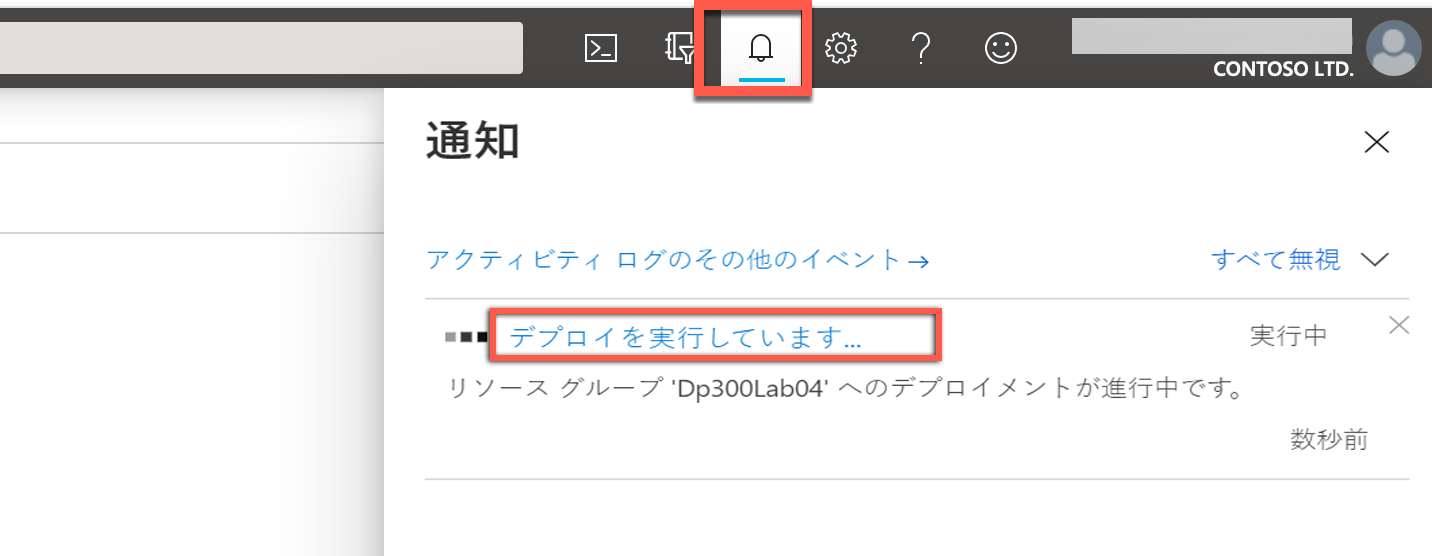 CONTOSO LTD.
通知
アクティビティ ログのその他のイベント→
すべて無視
デプロイを実行しています...
実行中
リソース グループ 'Dp300Lab04' へのデプロイメントが進行中です。
数秒前